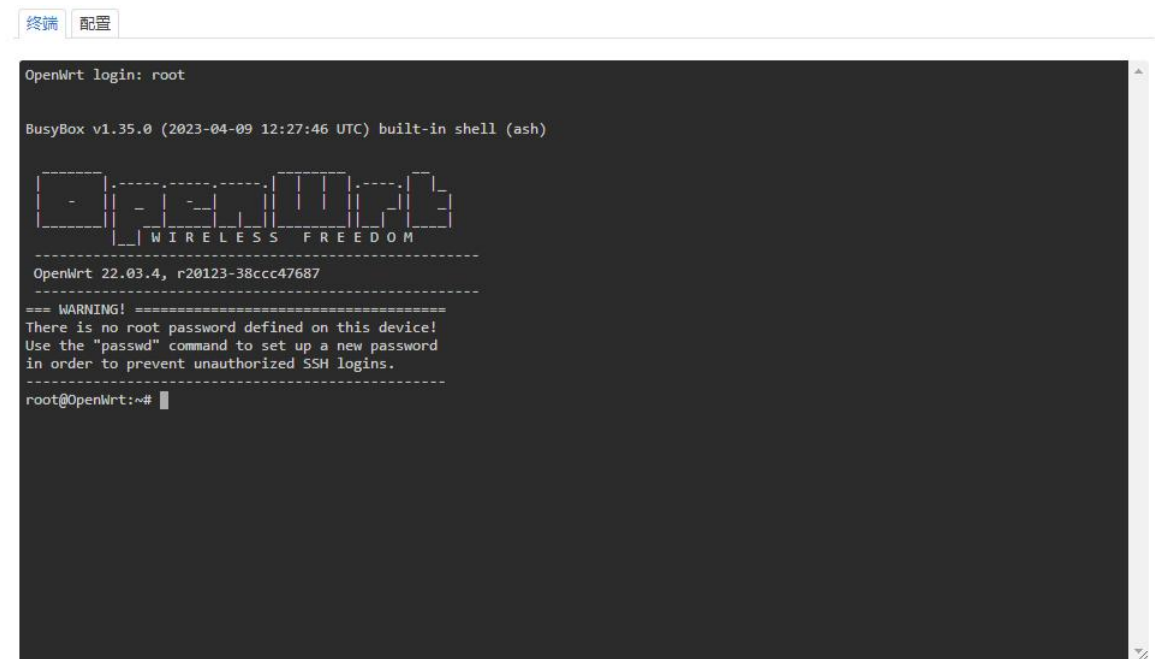 终端 配置
OpenWrt login: root
BusyBox v1.35.0 (2023-04-09 12:27:46 UTC) built-in shell (ash)
OpenWrt
W I R E L E S S F R E E D O M
-----------------------------------------------------
OpenWrt 22.03.4, r20123-38ccc47687
-----------------------------------------------------
=== WARNING! =====================================
There is no root password defined on this device!
Use the "passwd" command to set up a new password
in order to prevent unauthorized SSH logins.
--------------------------------------------------
root@OpenWrt:~#